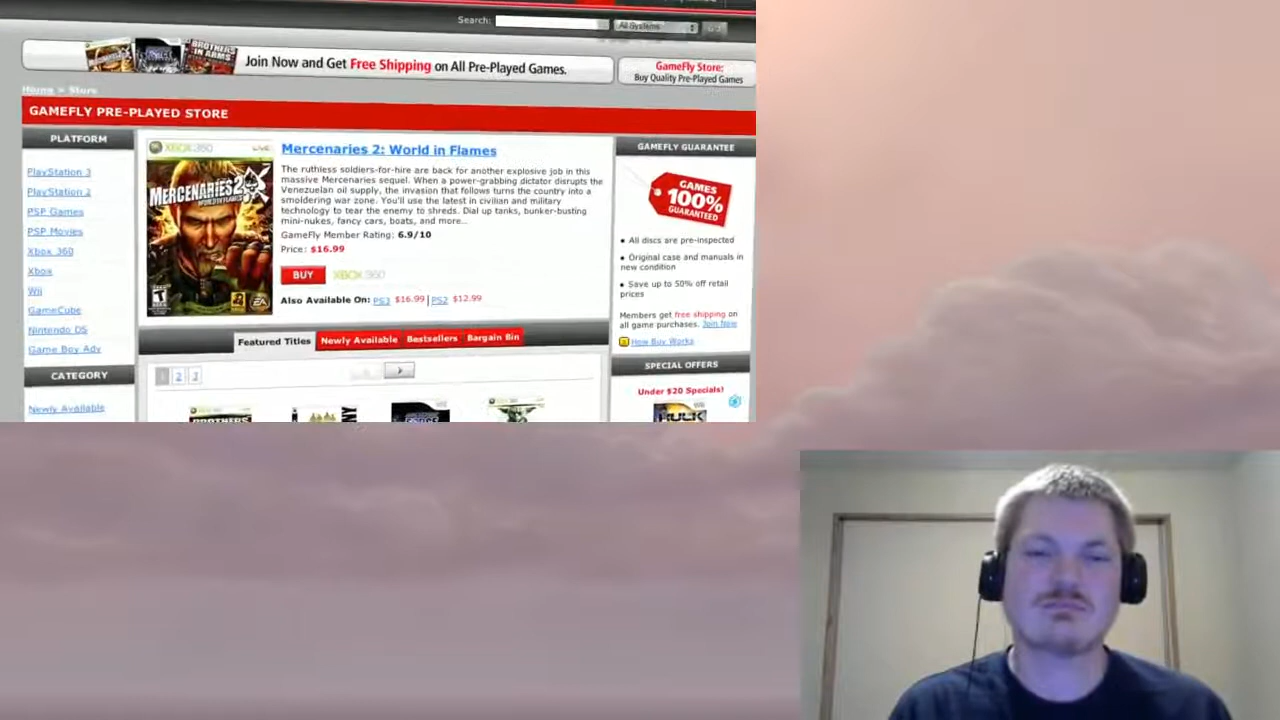 Search:
All Systems
Join Now and Get Free Shipping on All Pre-Played Games.
GameFly Store:
Buy Quality Pre-Played Games
Home > Store
GAMEFLY PRE-PLAYED STORE
PLATFORM
PlayStation 3
PlayStation 2
PSP Games
PSP Movies
Xbox 360
Xbox
Wii
GameCube
Nintendo DS
Game Boy Adv
CATEGORY
Newly Available
BROTHERS
IN ARMS
XBOX 360
LIVE
MERCENARIES 2
WORLD IN FLAMES
EA
Mercenaries 2: World in Flames
The ruthless soldiers-for-hire are back for another explosive job in this
massive Mercenaries sequel. When a power-grabbing dictator disrupts the
Venezuelan oil supply, the invasion that follows turns the country into a
smoldering war zone. You'll use the latest in civilian and military
technology to tear the enemy to shreds. Dial up tanks, bunker-busting
mini-nukes, fancy cars, boats, and more...
GameFly Member Rating: 6.9/10
Price: $16.99
BUY XBOX 360
Also Available On: PS3 $16.99 | PS2 $12.99
Featured Titles Newly Available Bestsellers Bargain Bin
1 2 3
GAMEFLY GUARANTEE
GAMES
100%
GUARANTEED
• All discs are pre-inspected
• Original case and manuals in
new condition
• Save up to 50% off retail
prices
Members get free shipping on
all game purchases. Join Now
How Buy Works
SPECIAL OFFERS
Under $20 Specials!
Wii
HULK